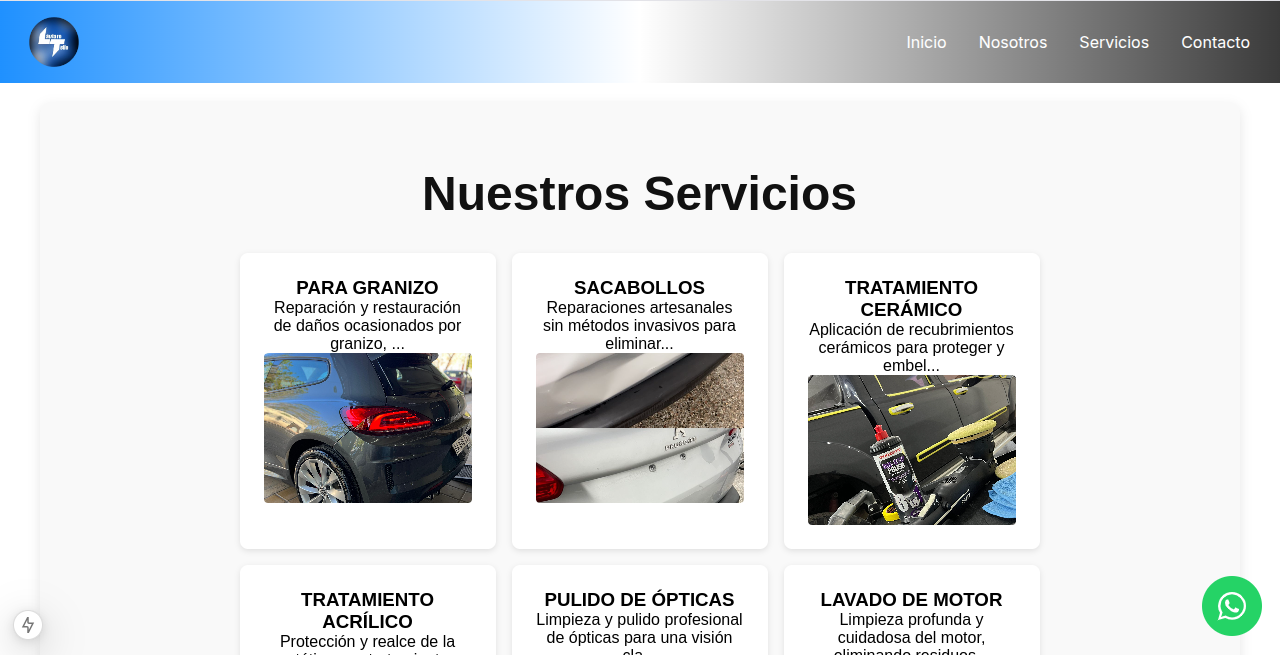 Inicio
Nosotros
Servicios
Contacto
Nuestros Servicios
PARA GRANIZO
Reparación y restauración
de daños ocasionados por
granizo, ...
SACABOLLOS
Reparaciones artesanales
sin métodos invasivos para
eliminar...
TRATAMIENTO
CERÁMICO
Aplicación de recubrimientos
cerámicos para proteger y
embel...
TRATAMIENTO
ACRÍLICO
Protección y realce de la
PULIDO DE ÓPTICAS
Limpieza y pulido profesional
de ópticas para una visión
LAVADO DE MOTOR
Limpieza profunda y
cuidadosa del motor,
eliminando residuos